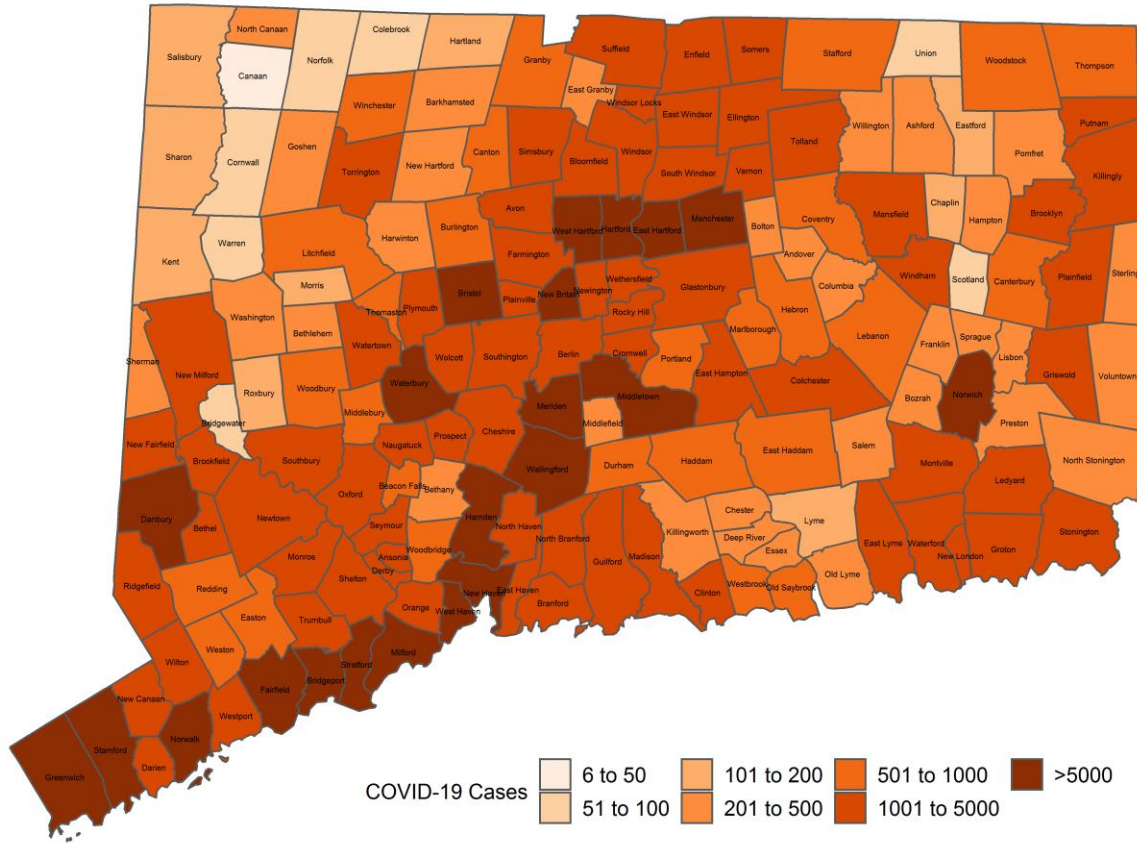 North Canaan
Colebrook
Hartland
Suffield
Enfield
Somers
Union
Salisbury
Canaan
Norfolk
Granby
Stafford
Woodstock
Thompson
East Granby
Windsor Locks
Winchester
Barkhamsted
East Windsor
Ellington
Willington
Ashford
Eastford
Putnam
Sharon
Cornwall
Goshen
Torrington
New Hartford
Canton
Simsbury
Bloomfield
Windsor
South Windsor
Vernon
Tolland
Pomfret
Killingly
Avon
West Hartford
Hartford
East Hartford
Manchester
Bolton
Coventry
Mansfield
Chaplin
Hampton
Brooklyn
Kent
Warren
Litchfield
Harwinton
Burlington
Farmington
Andover
Columbia
Windham
Scotland
Canterbury
Plainfield
Sterling
Morris
Bristol
Plainville
New Britain
Newington
Wethersfield
Glastonbury
Hebron
Washington
Bethlehem
Thomaston
Plymouth
Rocky Hill
Marlborough
Lebanon
Franklin
Sprague
Lisbon
Sherman
New Milford
Roxbury
Woodbury
Watertown
Wolcott
Southington
Berlin
Cromwell
Portland
East Hampton
Colchester
Griswold
Voluntown
Bridgewater
Middlebury
Waterbury
Meriden
Middletown
Bozrah
Norwich
Preston
New Fairfield
Brookfield
Southbury
Naugatuck
Prospect
Cheshire
Middlefield
Haddam
East Haddam
Salem
North Stonington
Danbury
Bethel
Newtown
Oxford
Beacon Falls
Bethany
Wallingford
Durham
Montville
Ledyard
Seymour
Woodbridge
Hamden
North Haven
North Branford
Guilford
Madison
Killingworth
Chester
Deep River
Essex
Lyme
East Lyme
Waterford
New London
Groton
Stonington
Ridgefield
Redding
Monroe
Shelton
Ansonia
Derby
Easton
Trumbull
Orange
West Haven
New Haven
East Haven
Branford
Clinton
Westbrook
Old Saybrook
Old Lyme
Wilton
Weston
Fairfield
Bridgeport
Stratford
Milford
New Canaan
Westport
Norwalk
Darien
Stamford
Greenwich
COVID-19 Cases
6 to 50
101 to 200
501 to 1000
>5000
51 to 100
201 to 500
1001 to 5000